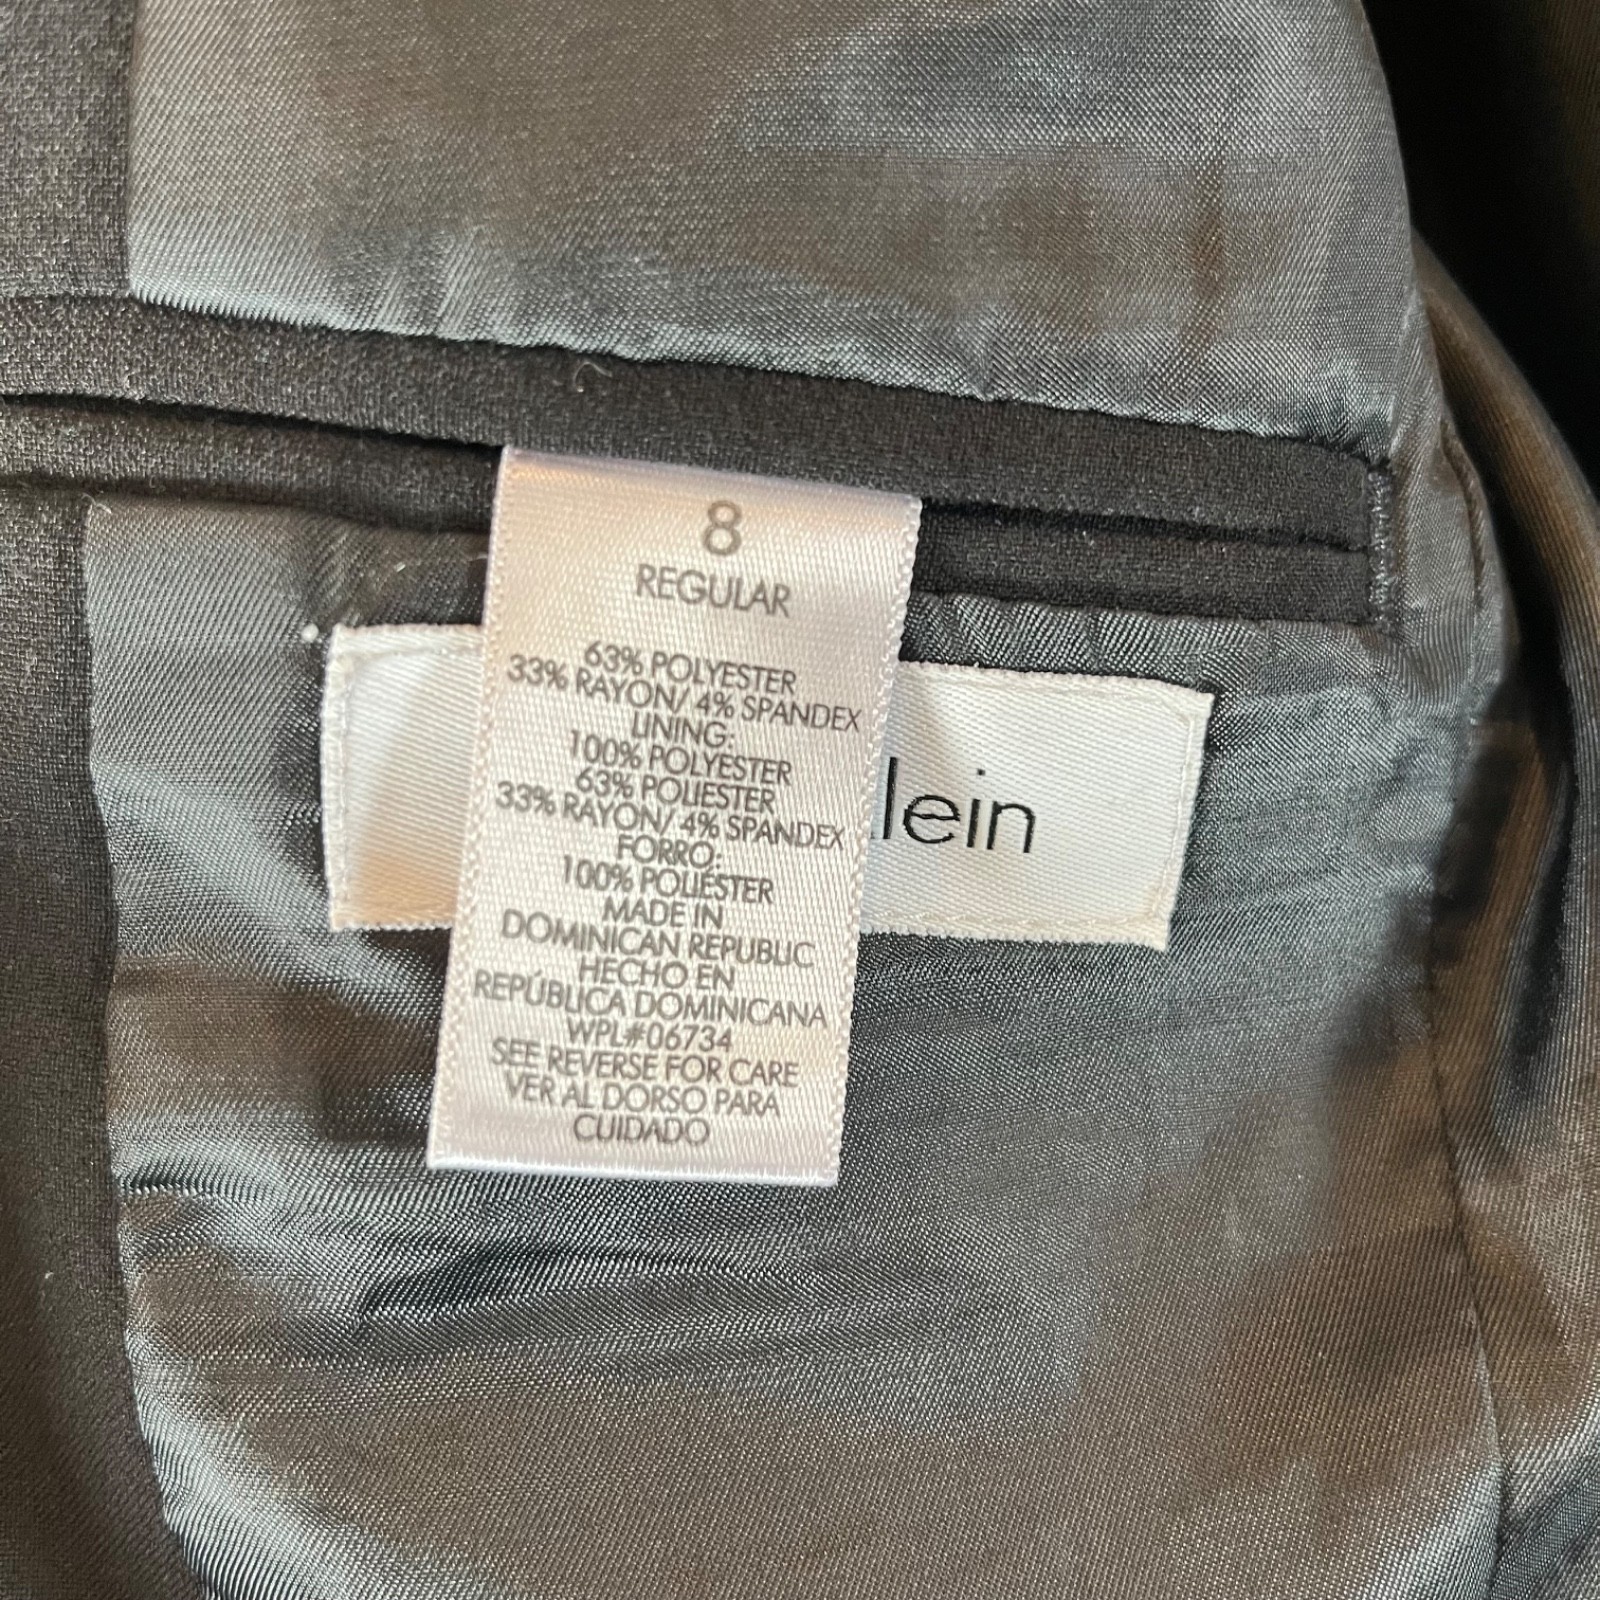 8
REGULAR
63% POLYESTER
33% RAYON/ 4% SPANDEX
LINING:
100% POLYESTER
63% POLIESTER
33% RAYON/ 4% SPANDEX
FORRO:
100% POLIÉSTER
MADE IN
DOMINICAN REPUBLIC
HECHO EN
REPÚBLICA DOMINICANA
WPL#06734
SEE REVERSE FOR CARE
VER AL DORSO PARA
CUIDADO
lein